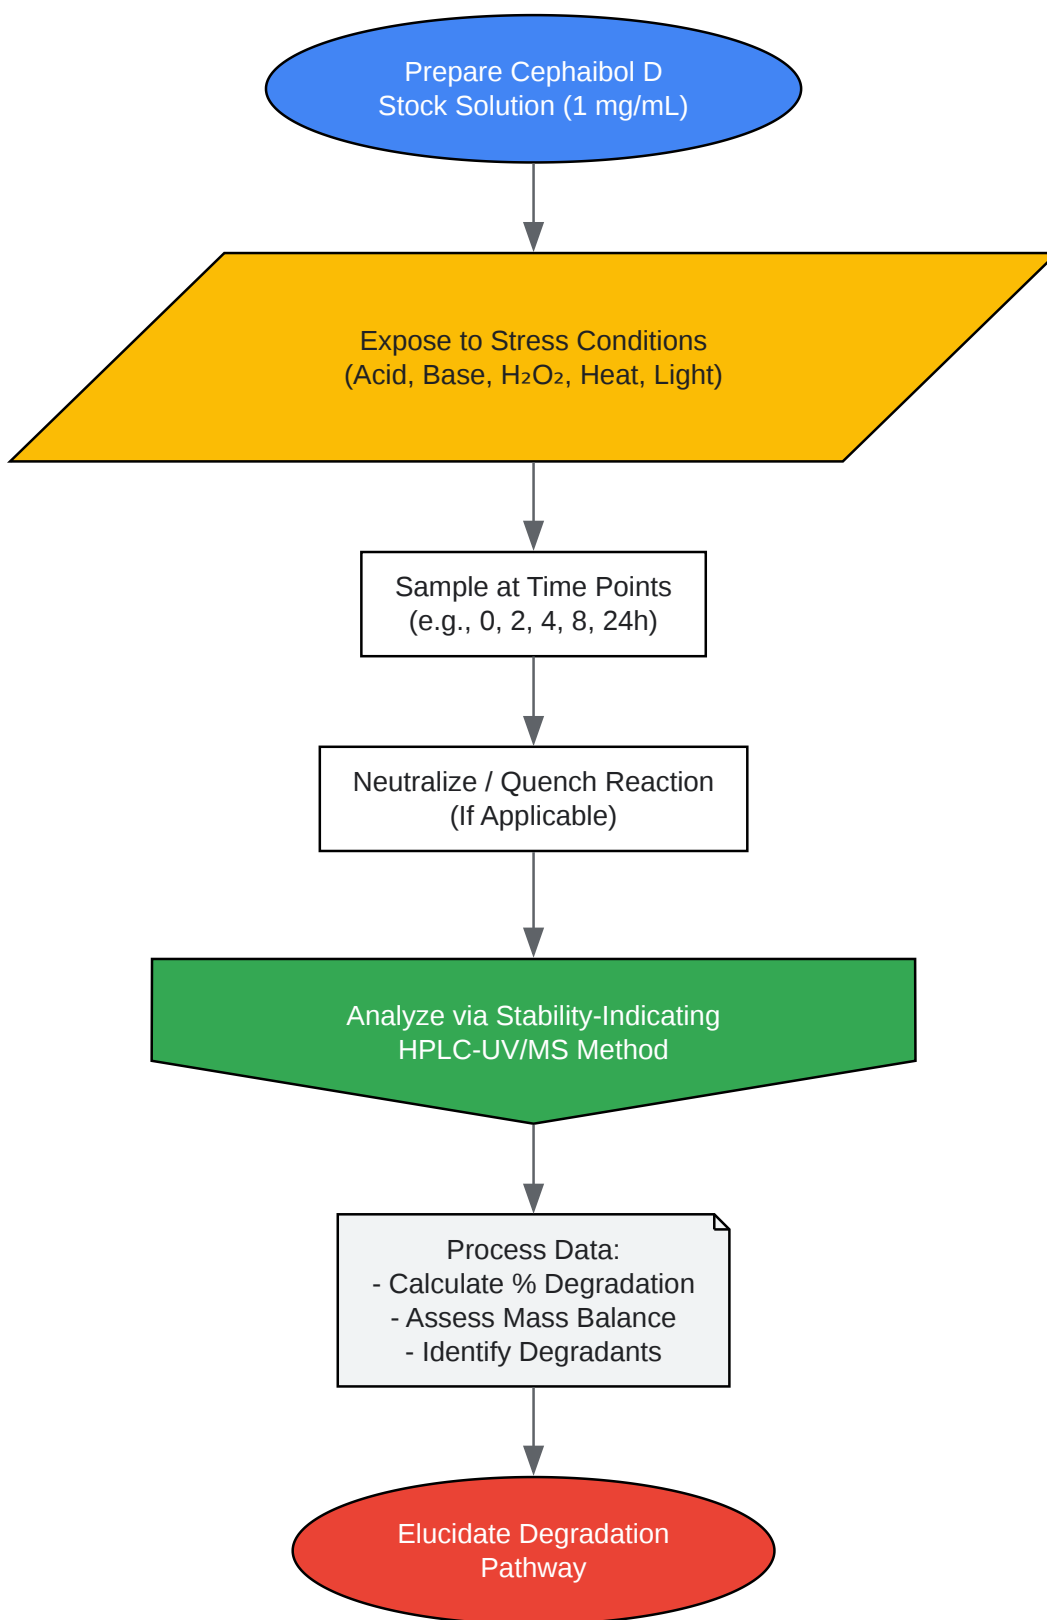 Prepare Cephaibol D
Stock Solution (1 mg/mL)
Expose to Stress Conditions
(Acid, Base, H₂O₂, Heat, Light)
Sample at Time Points
(e.g., 0, 2, 4, 8, 24h)
Neutralize / Quench Reaction
(If Applicable)
Analyze via Stability-Indicating
HPLC-UV/MS Method
Process Data:
- Calculate % Degradation
- Assess Mass Balance
- Identify Degradants
Elucidate Degradation
Pathway